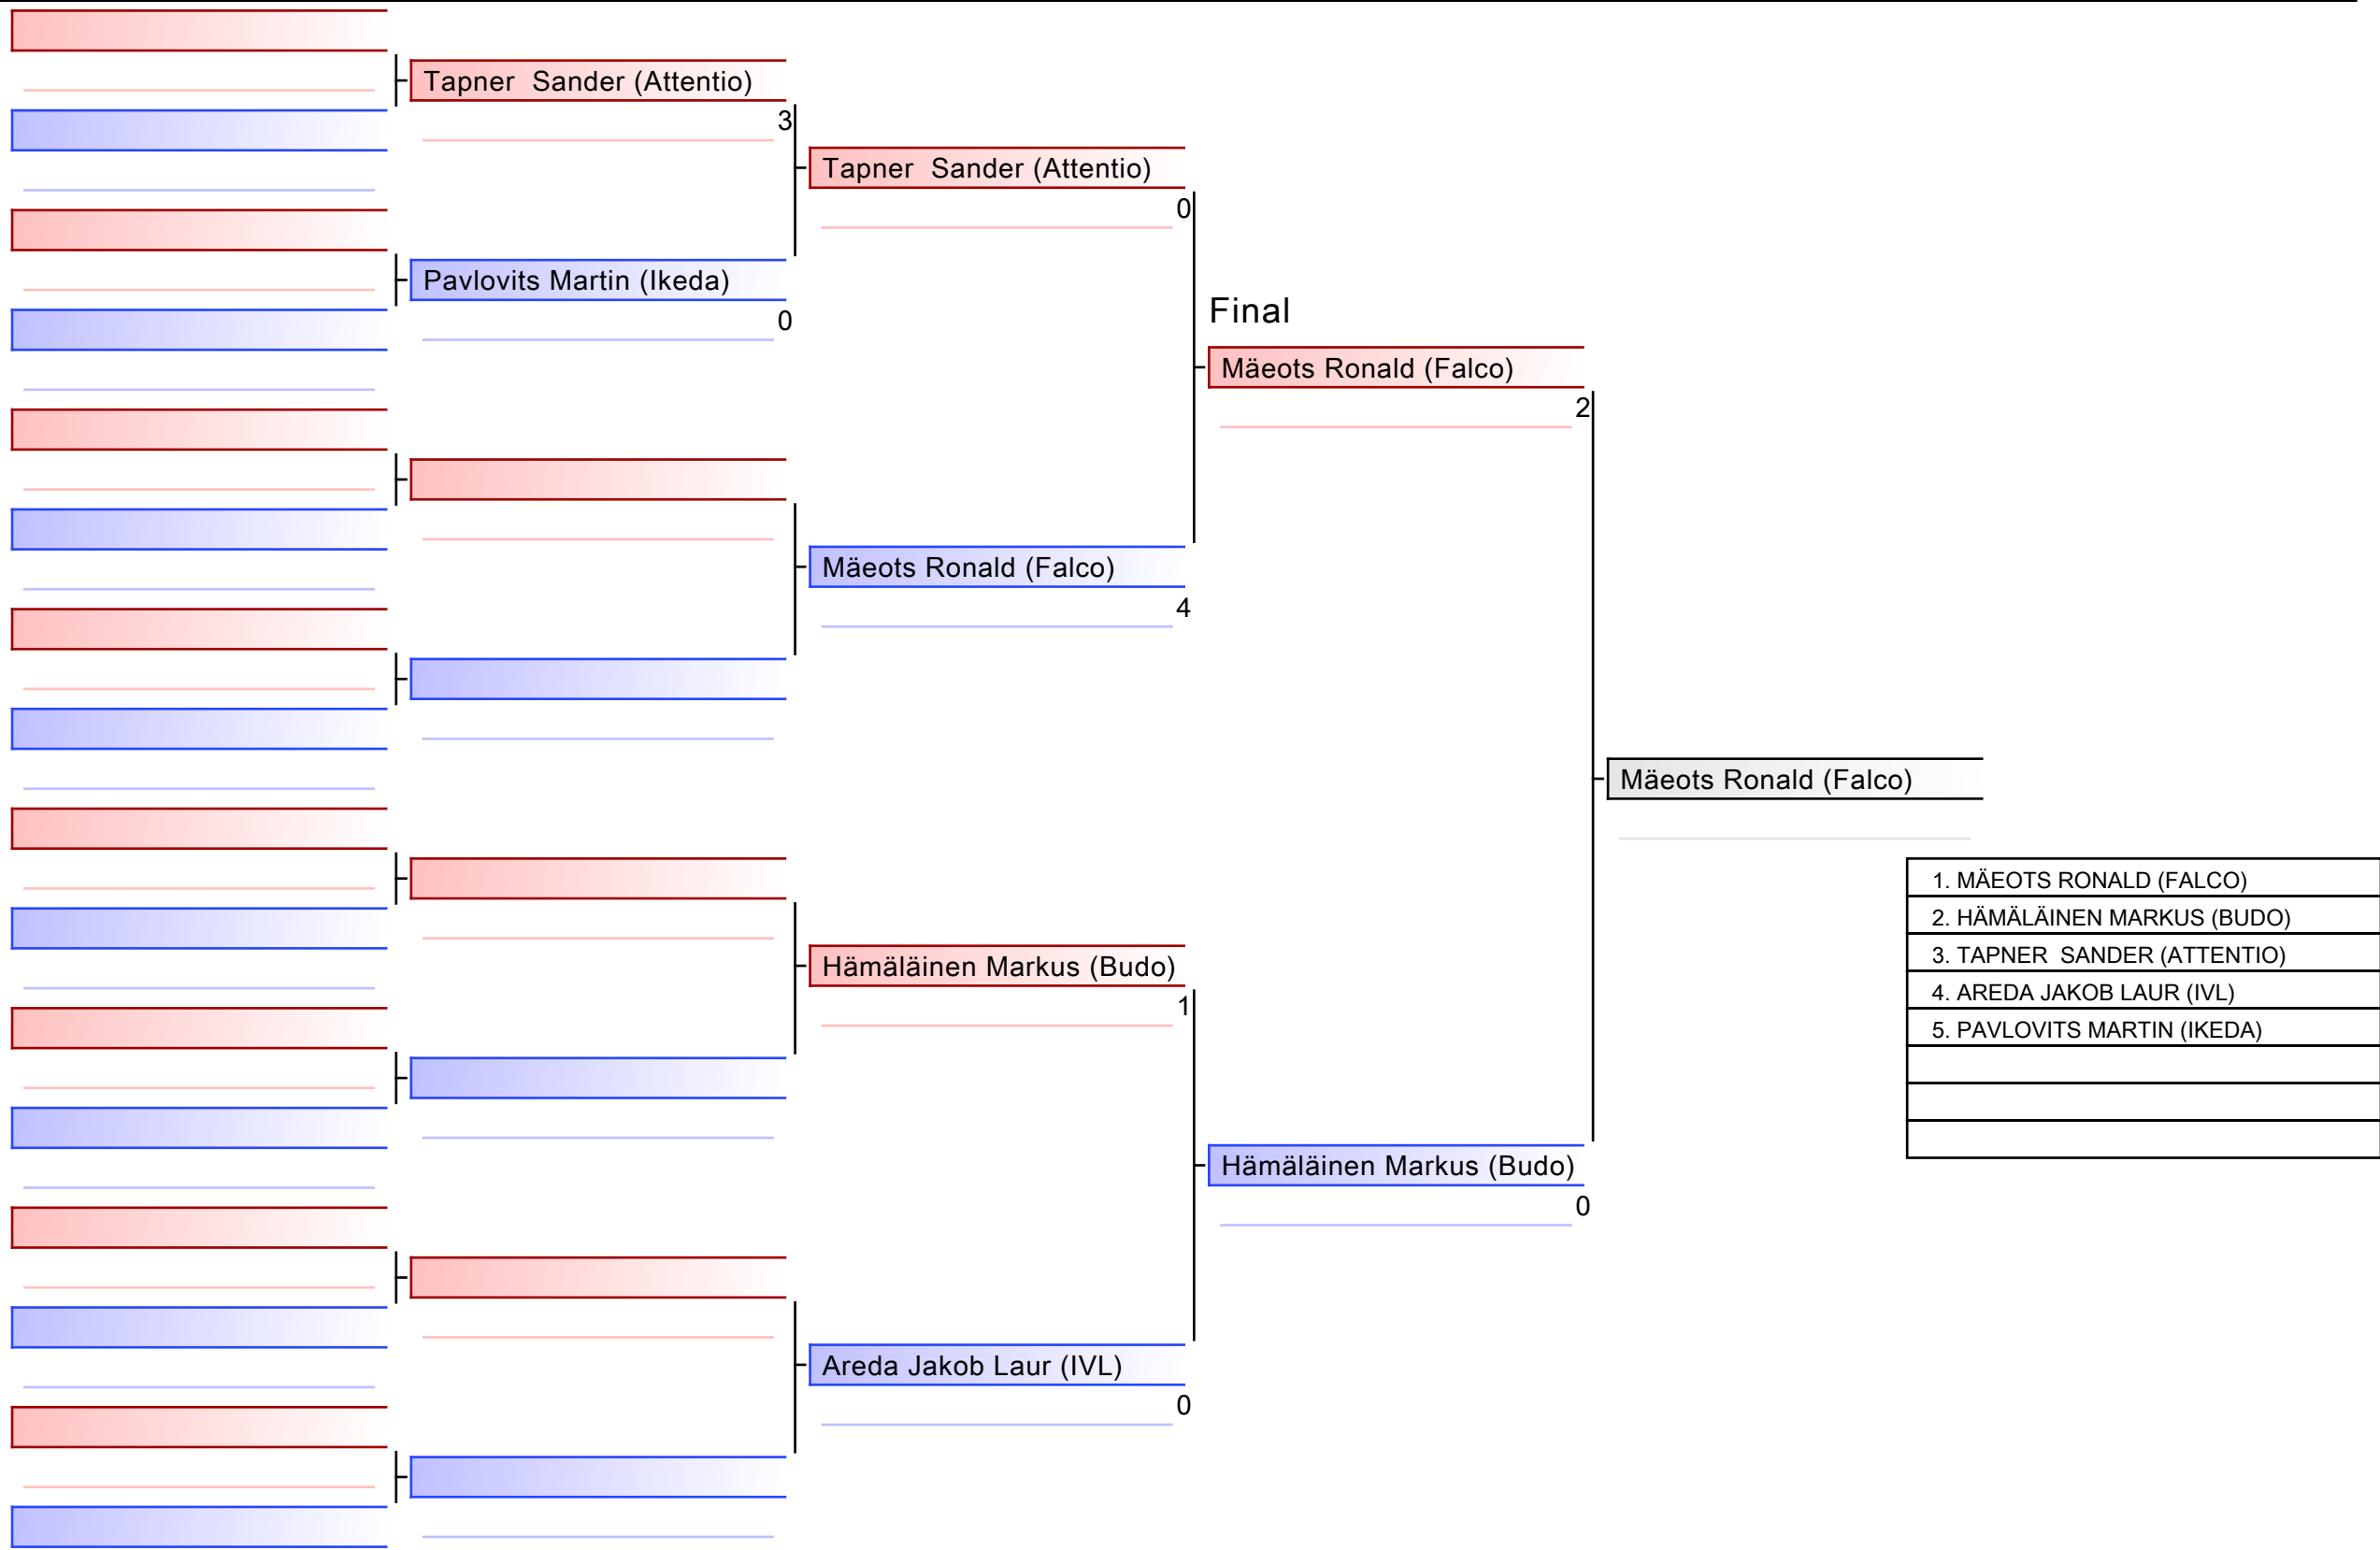 Tapner  Sander (Attentio)
3
Tapner  Sander (Attentio)
0
Pavlovits Martin (Ikeda)
0
Final
Mäeots Ronald (Falco)
2
Mäeots Ronald (Falco)
4
Mäeots Ronald (Falco)
1. MÄEOTS RONALD (FALCO)
2. HÄMÄLÄINEN MARKUS (BUDO)
3. TAPNER  SANDER (ATTENTIO)
4. AREDA JAKOB LAUR (IVL)
5. PAVLOVITS MARTIN (IKEDA)
Hämäläinen Markus (Budo)
1
Hämäläinen Markus (Budo)
0
Areda Jakob Laur (IVL)
0